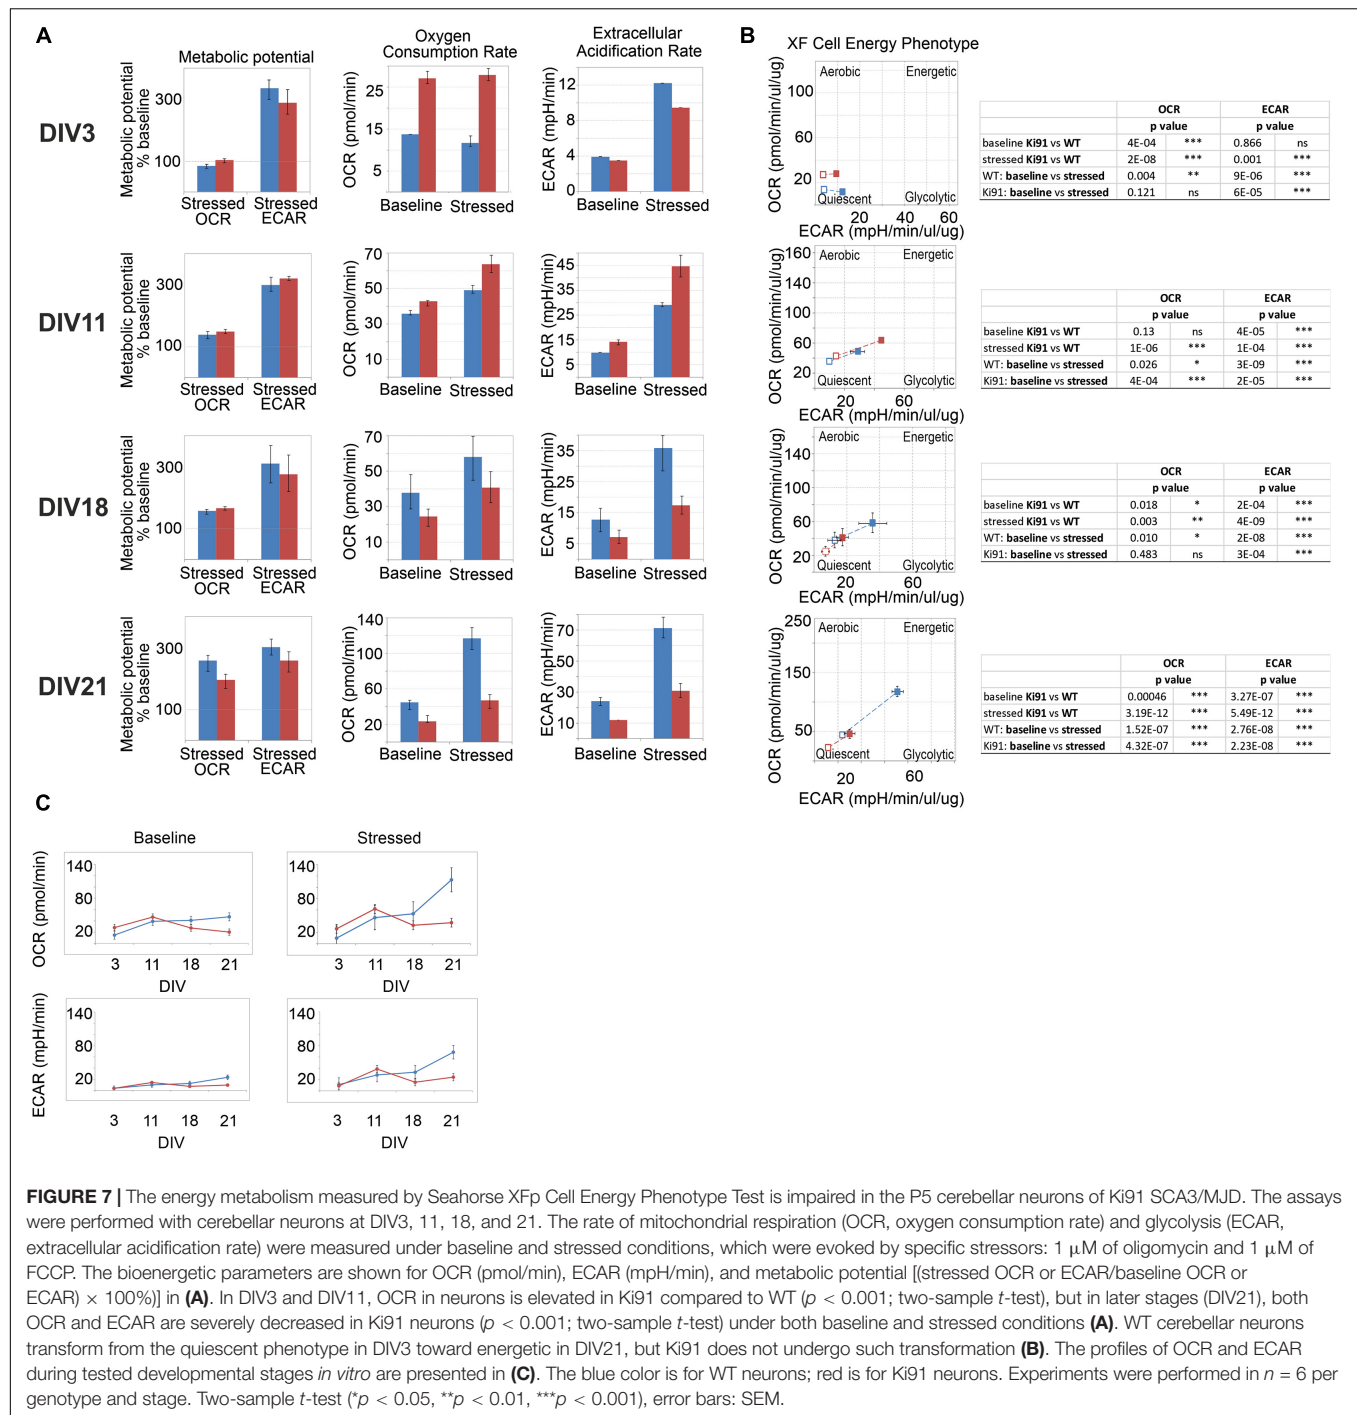 A
B
Metabolic potential
Oxygen
Consumption Rate
Extracellular
Acidification Rate
XF Cell Energy Phenotype
DIV3
Metabolic potential
% baseline
300
100
Stressed
OCR
Stressed
ECAR
OCR (pmol/min)
25
15
5
Baseline
Stressed
ECAR (mpH/min)
12
8
4
0
Baseline
Stressed
OCR (pmol/min/ul/ug)
100
60
20
Aerobic
Energetic
Quiescent
Glycolytic
20 40 60
ECAR (mpH/min/ul/ug)
OCR ECAR
p value p value
baseline Ki91 vs WT 4E-04 *** 0.866 ns
stressed Ki91 vs WT 2E-08 *** 0.001 ***
WT: baseline vs stressed 0.004 ** 9E-06 ***
Ki91: baseline vs stressed 0.121 ns 6E-05 ***
DIV11
Metabolic potential
% baseline
300
100
Stressed
OCR
Stressed
ECAR
OCR (pmol/min)
70
50
30
10
Baseline
Stressed
ECAR (mpH/min)
45
35
25
15
5
Baseline
Stressed
OCR (pmol/min/ul/ug)
160
140
100
60
20
Aerobic
Energetic
Quiescent
Glycolytic
20 60
ECAR (mpH/min/ul/ug)
OCR ECAR
p value p value
baseline Ki91 vs WT 0.13 ns 4E-05 ***
stressed Ki91 vs WT 1E-06 *** 1E-04 ***
WT: baseline vs stressed 0.026 * 3E-09 ***
Ki91: baseline vs stressed 4E-04 *** 2E-05 ***
DIV18
Metabolic potential
% baseline
300
100
Stressed
OCR
Stressed
ECAR
OCR (pmol/min)
70
50
30
10
Baseline
Stressed
ECAR (mpH/min)
35
25
15
5
Baseline
Stressed
OCR (pmol/min/ul/ug)
160
140
100
60
20
Aerobic
Energetic
Quiescent
Glycolytic
20 60
ECAR (mpH/min/ul/ug)
OCR ECAR
p value p value
baseline Ki91 vs WT 0.018 * 2E-04 ***
stressed Ki91 vs WT 0.003 ** 4E-09 ***
WT: baseline vs stressed 0.010 * 2E-08 ***
Ki91: baseline vs stressed 0.483 ns 3E-04 ***
DIV21
Metabolic potential
% baseline
300
100
Stressed
OCR
Stressed
ECAR
OCR (pmol/min)
140
100
60
20
Baseline
Stressed
ECAR (mpH/min)
70
50
30
10
Baseline
Stressed
OCR (pmol/min/ul/ug)
250
150
50
Aerobic
Energetic
Quiescent
Glycolytic
20 60
ECAR (mpH/min/ul/ug)
OCR ECAR
p value p value
baseline Ki91 vs WT 0.00046 *** 3.27E-07 ***
stressed Ki91 vs WT 3.19E-12 *** 5.49E-12 ***
WT: baseline vs stressed 1.52E-07 *** 2.76E-08 ***
Ki91: baseline vs stressed 4.32E-07 *** 2.23E-08 ***
C
Baseline
Stressed
OCR (pmol/min)
140
80
20
3 11 18 21
DIV
140
80
20
3 11 18 21
DIV
ECAR (mpH/min)
140
80
20
3 11 18 21
DIV
140
80
20
3 11 18 21
DIV
FIGURE 7 | The energy metabolism measured by Seahorse XFp Cell Energy Phenotype Test is impaired in the P5 cerebellar neurons of Ki91 SCA3/MJD. The assays
were performed with cerebellar neurons at DIV3, 11, 18, and 21. The rate of mitochondrial respiration (OCR, oxygen consumption rate) and glycolysis (ECAR,
extracellular acidification rate) were measured under baseline and stressed conditions, which were evoked by specific stressors: 1 μM of oligomycin and 1 μM of
FCCP. The bioenergetic parameters are shown for OCR (pmol/min), ECAR (mpH/min), and metabolic potential [(stressed OCR or ECAR/baseline OCR or
ECAR) × 100%)] in (A). In DIV3 and DIV11, OCR in neurons is elevated in Ki91 compared to WT (p < 0.001; two-sample t-test), but in later stages (DIV21), both
OCR and ECAR are severely decreased in Ki91 neurons (p < 0.001; two-sample t-test) under both baseline and stressed conditions (A). WT cerebellar neurons
transform from the quiescent phenotype in DIV3 toward energetic in DIV21, but Ki91 does not undergo such transformation (B). The profiles of OCR and ECAR
during tested developmental stages in vitro are presented in (C). The blue color is for WT neurons; red is for Ki91 neurons. Experiments were performed in n = 6 per
genotype and stage. Two-sample t-test (*p < 0.05, **p < 0.01, ***p < 0.001), error bars: SEM.